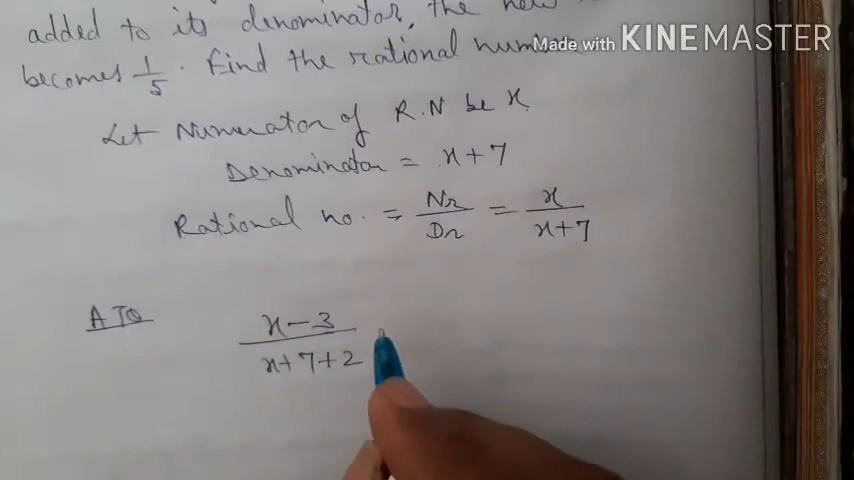 added to its denominator, the new
becomes 1/5. Find the rational number
Made with KINEMASTER
Let Numerator of R.N be x.
Denominator = x+7
Rational no. = Nr/Dr = x/x+7
ATQ
x-3/x+7+2